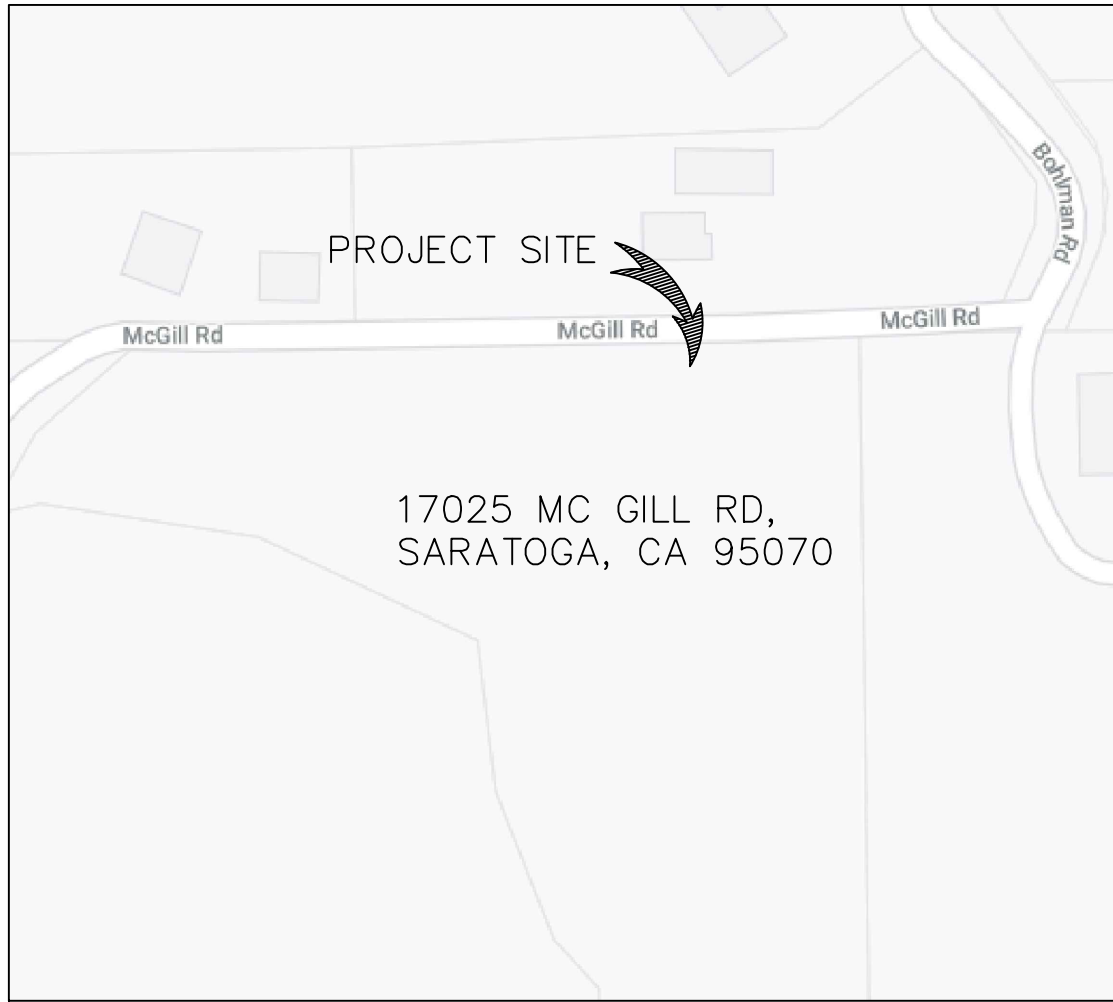 Bohlman Rd
PROJECT SITE
McGill Rd
McGill Rd
McGill Rd
17025 MC GILL RD,
SARATOGA, CA 95070